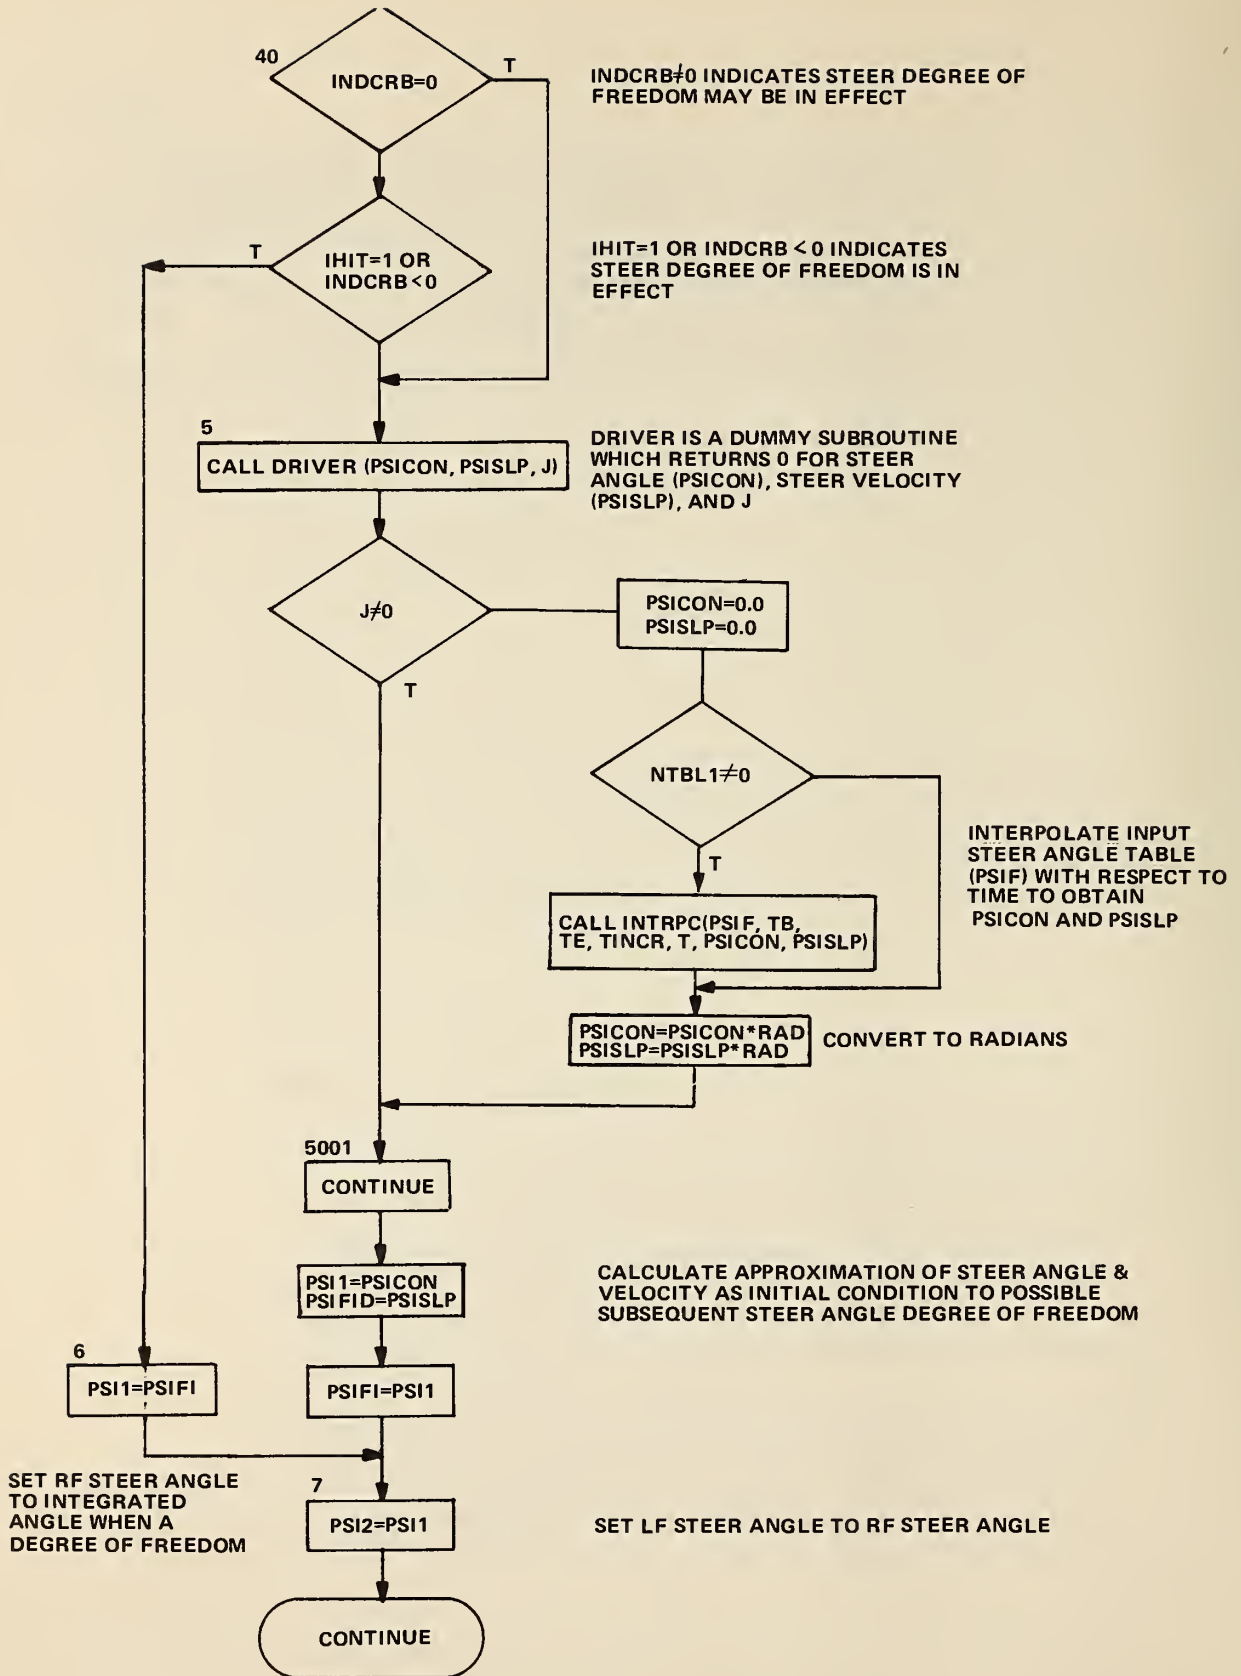 40
INDCRB=0
T
INDCRB≠0 INDICATES STEER DEGREE OF
FREEDOM MAY BE IN EFFECT
T
IHIT=1 OR
INDCRB<0
IHIT=1 OR INDCRB < 0 INDICATES
STEER DEGREE OF FREEDOM IS IN
EFFECT
5
CALL DRIVER (PSICON, PSISLP, J)
DRIVER IS A DUMMY SUBROUTINE
WHICH RETURNS 0 FOR STEER
ANGLE (PSICON), STEER VELOCITY
(PSISLP), AND J
J≠0
T
PSICON=0.0
PSISLP=0.0
NTBL1≠0
T
INTERPOLATE INPUT
STEER ANGLE TABLE
(PSIF) WITH RESPECT TO
TIME TO OBTAIN
PSICON AND PSISLP
CALL INTRPC(PSIF, TB,
TE, TINCR, T, PSICON, PSISLP)
PSICON=PSICON*RAD
PSISLP=PSISLP*RAD
CONVERT TO RADIANS
5001
CONTINUE
PSI1=PSICON
PSIFID=PSISLP
CALCULATE APPROXIMATION OF STEER ANGLE &
VELOCITY AS INITIAL CONDITION TO POSSIBLE
SUBSEQUENT STEER ANGLE DEGREE OF FREEDOM
6
PSI1=PSIFI
PSIFI=PSI1
SET RF STEER ANGLE
TO INTEGRATED
ANGLE WHEN A
DEGREE OF FREEDOM
7
PSI2=PSI1
SET LF STEER ANGLE TO RF STEER ANGLE
CONTINUE